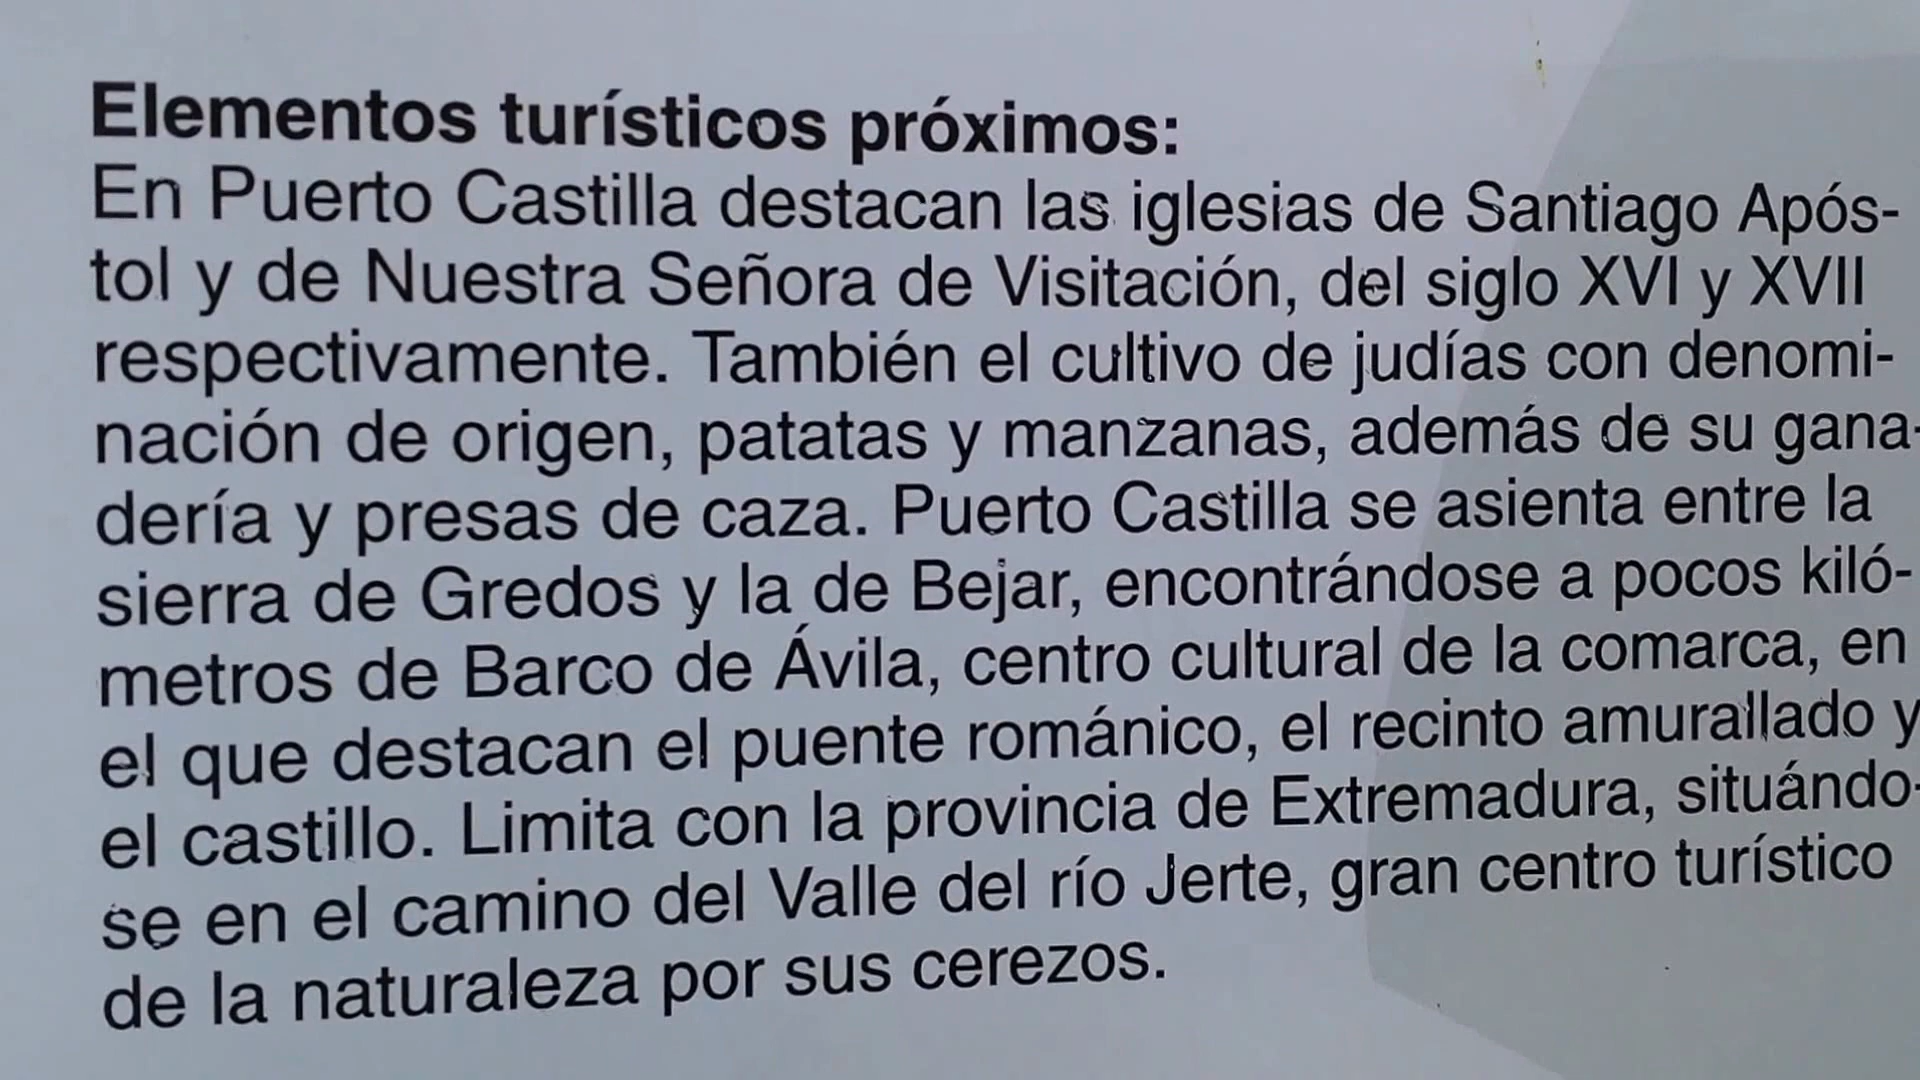 Elementos turísticos próximos:
En Puerto Castilla destacan las iglesias de Santiago Após-
tol y de Nuestra Señora de Visitación, del siglo XVI y XVII
respectivamente. También el cultivo de judías con denomi-
nación de origen, patatas y manzanas, además de su gana-
dería y presas de caza. Puerto Castilla se asienta entre la
sierra de Gredos y la de Bejar, encontrándose a pocos kiló-
metros de Barco de Ávila, centro cultural de la comarca, en
el que destacan el puente románico, el recinto amurallado y
el castillo. Limita con la provincia de Extremadura, situándo-
se en el camino del Valle del río Jerte, gran centro turístico
de la naturaleza por sus cerezos.